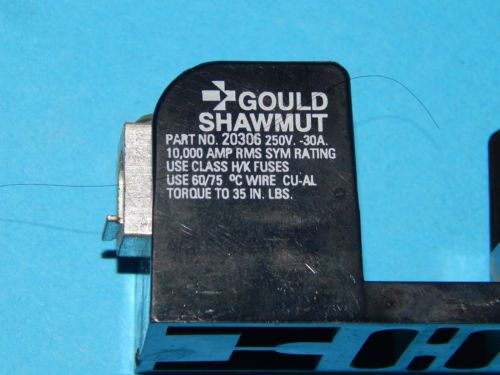 GOULD
SHAWMUT
PART NO. 20306 250V. -30A.
10,000 AMP RMS SYM RATING
USE CLASS H/K FUSES
USE 60/75 °C WIRE CU-AL
TORQUE TO 35 IN. LBS.